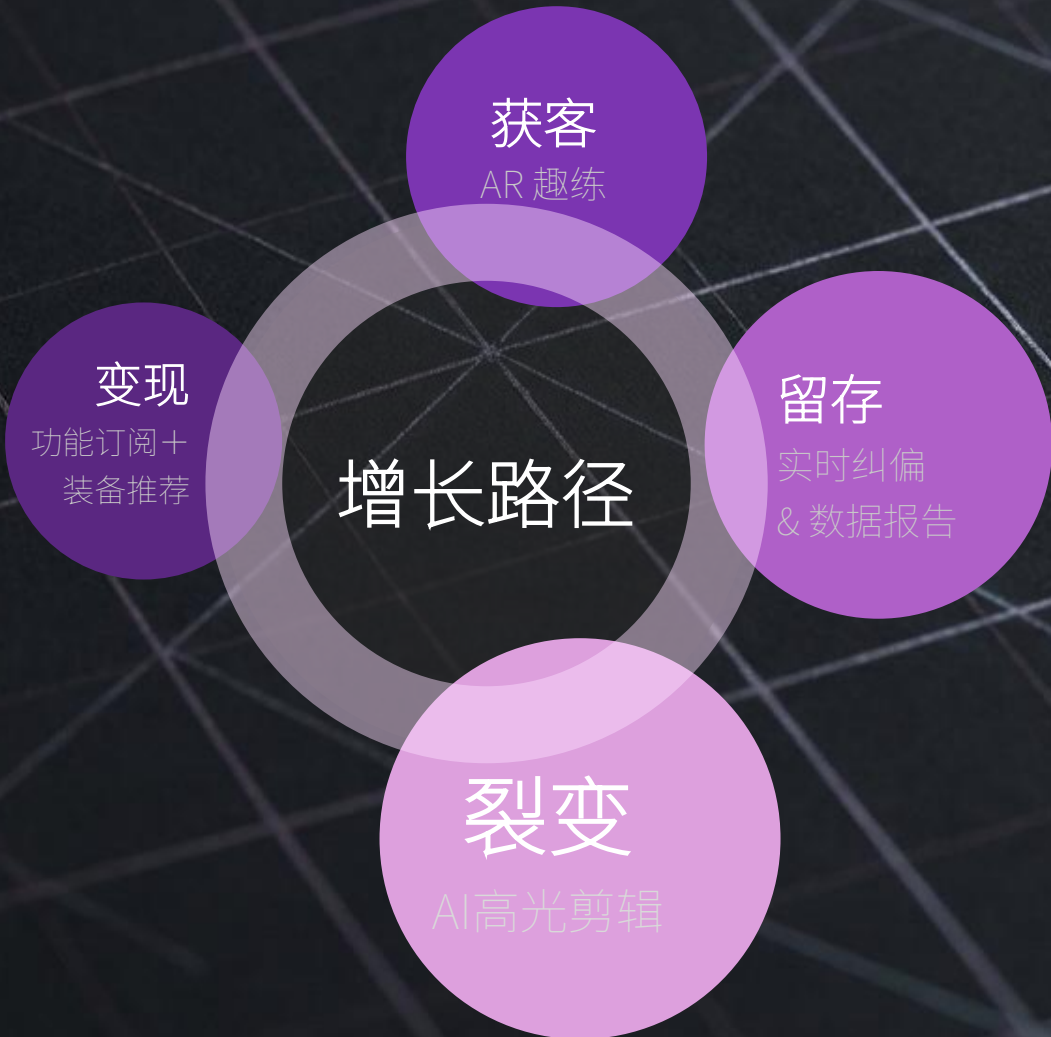 获客
AR 趣练
变现
功能订阅＋
装备推荐
增长路径
留存
实时纠偏
& 数据报告
裂变
AI高光剪辑